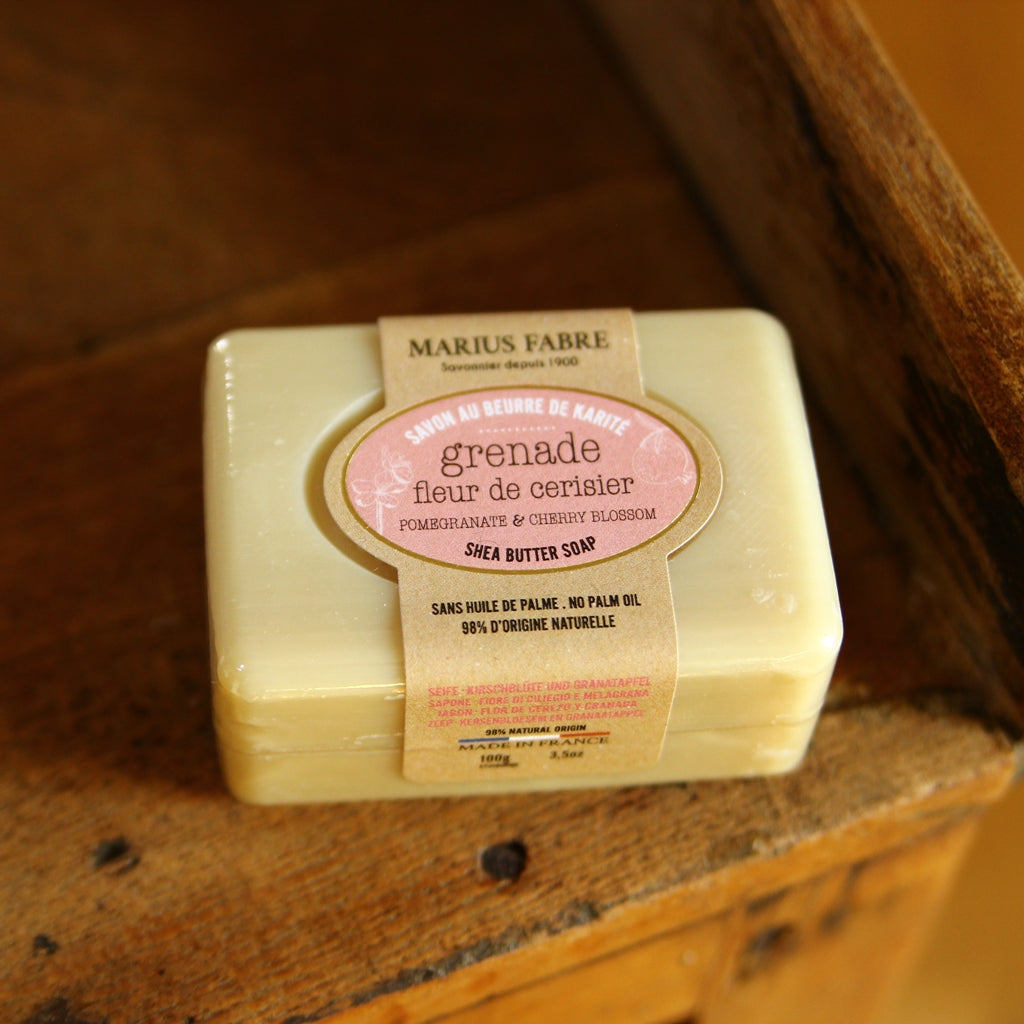 MARIUS FABRE
Savonnier depuis 1900
SAVON AU BEURRE DE KARITÉ
grenade
fleur de cerisier
POMEGRANATE & CHERRY BLOSSOM
SHEA BUTTER SOAP
SANS HUILE DE PALME . NO PALM OIL
98% D'ORIGINE NATURELLE
SEIFE · KIRSCHBLÜTE UND GRANATAPFEL
SAPONE · FIORE DI CILIEGIO E MELAGRANA
JABON · FLOR DE CEREZO Y GRANADA
ZEEP · KERSENBLOESEM EN GRANAATAPPEL
98% NATURAL ORIGIN
MADE IN FRANCE
100g 3,5oz